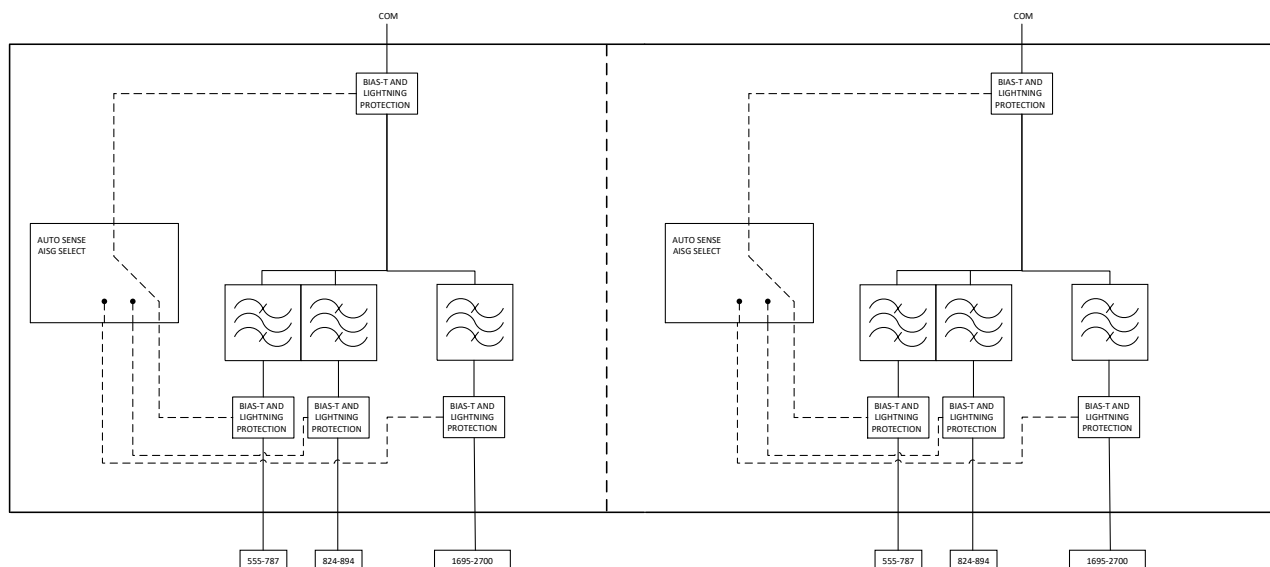 COM
COM
BIAS-T AND
LIGHTNING
PROTECTION
BIAS-T AND
LIGHTNING
PROTECTION
AUTO SENSE
AISG SELECT
AUTO SENSE
AISG SELECT
BIAS-T AND
LIGHTNING
PROTECTION
BIAS-T AND
LIGHTNING
PROTECTION
BIAS-T AND
LIGHTNING
PROTECTION
BIAS-T AND
LIGHTNING
PROTECTION
BIAS-T AND
LIGHTNING
PROTECTION
BIAS-T AND
LIGHTNING
PROTECTION
555-787
824-894
1695-2700
555-787
824-894
1695-2700